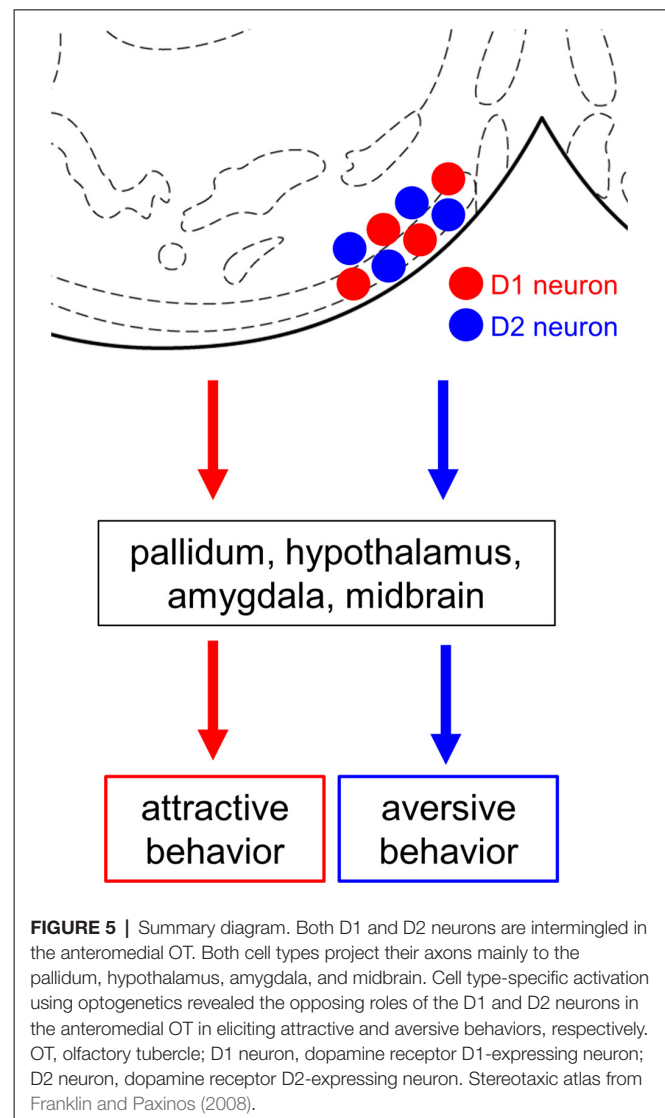 D1 neuron
D2 neuron
pallidum, hypothalamus,
amygdala, midbrain
attractive
behavior
aversive
behavior
FIGURE 5 | Summary diagram. Both D1 and D2 neurons are intermingled in
the anteromedial OT. Both cell types project their axons mainly to the
pallidum, hypothalamus, amygdala, and midbrain. Cell type-specific activation
using optogenetics revealed the opposing roles of the D1 and D2 neurons in
the anteromedial OT in eliciting attractive and aversive behaviors, respectively.
OT, olfactory tubercle; D1 neuron, dopamine receptor D1-expressing neuron;
D2 neuron, dopamine receptor D2-expressing neuron. Stereotaxic atlas from
Franklin and Paxinos (2008).